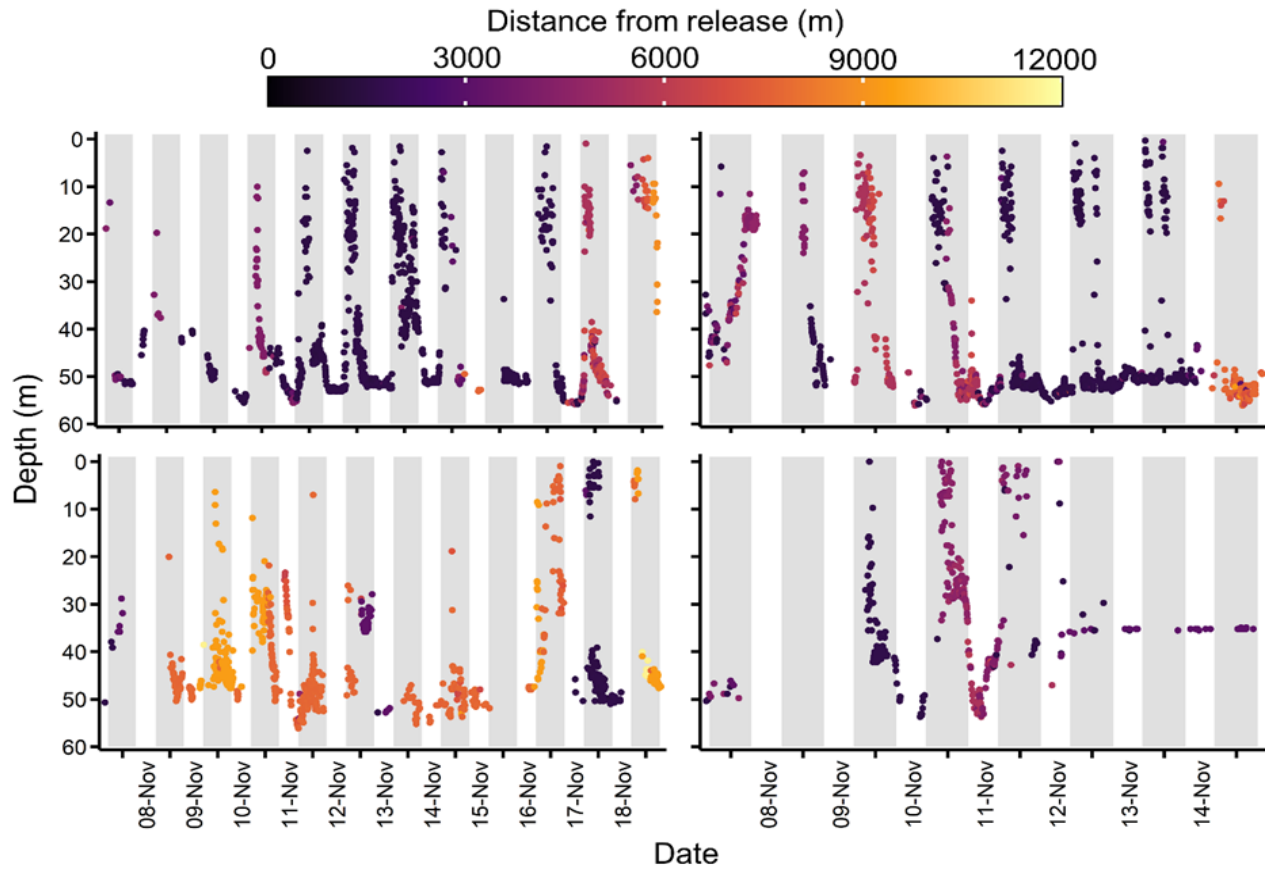 Distance from release (m)
0 3000 6000 9000 12000
0
10
20
30
40
50
60
0
10
20
30
40
50
60
Depth (m)
08-Nov 09-Nov 10-Nov 11-Nov 12-Nov 13-Nov 14-Nov 15-Nov 16-Nov 17-Nov 18-Nov
08-Nov 09-Nov 10-Nov 11-Nov 12-Nov 13-Nov 14-Nov
Date